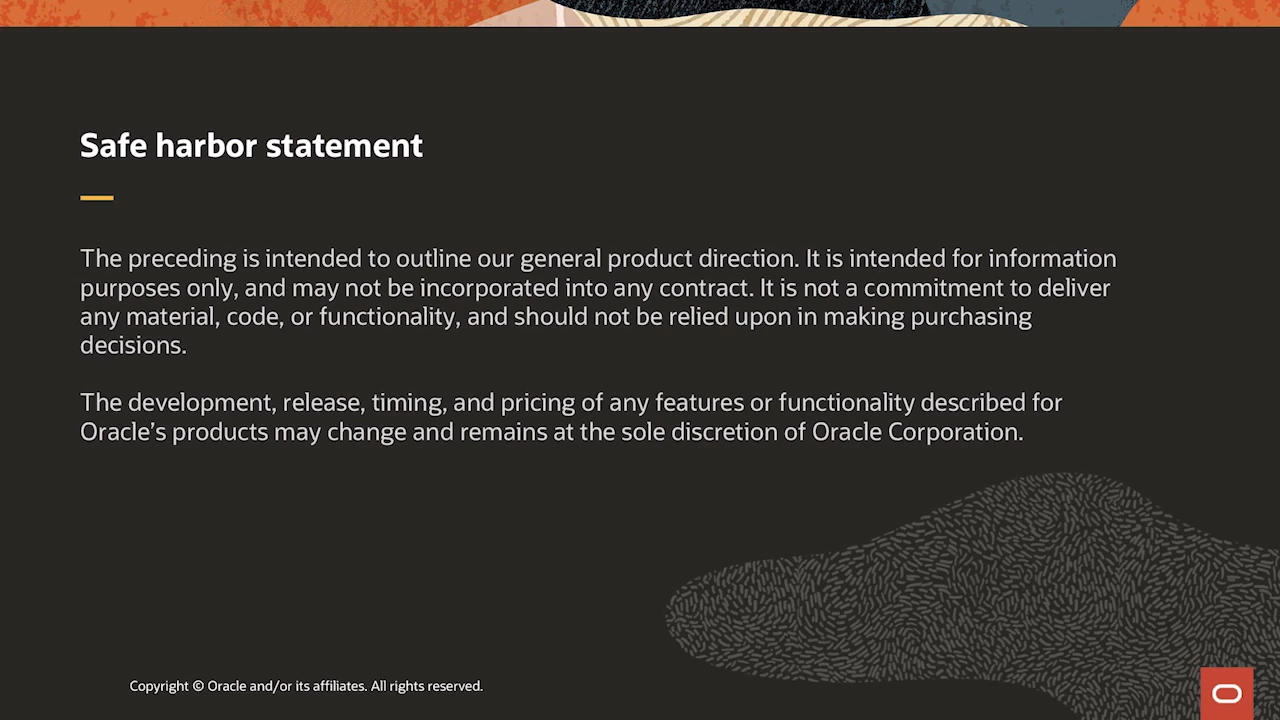 Safe harbor statement
The preceding is intended to outline our general product direction. It is intended for information
purposes only, and may not be incorporated into any contract. It is not a commitment to deliver
any material, code, or functionality, and should not be relied upon in making purchasing
decisions.
The development, release, timing, and pricing of any features or functionality described for
Oracle’s products may change and remains at the sole discretion of Oracle Corporation.
Copyright © Oracle and/or its affiliates. All rights reserved.